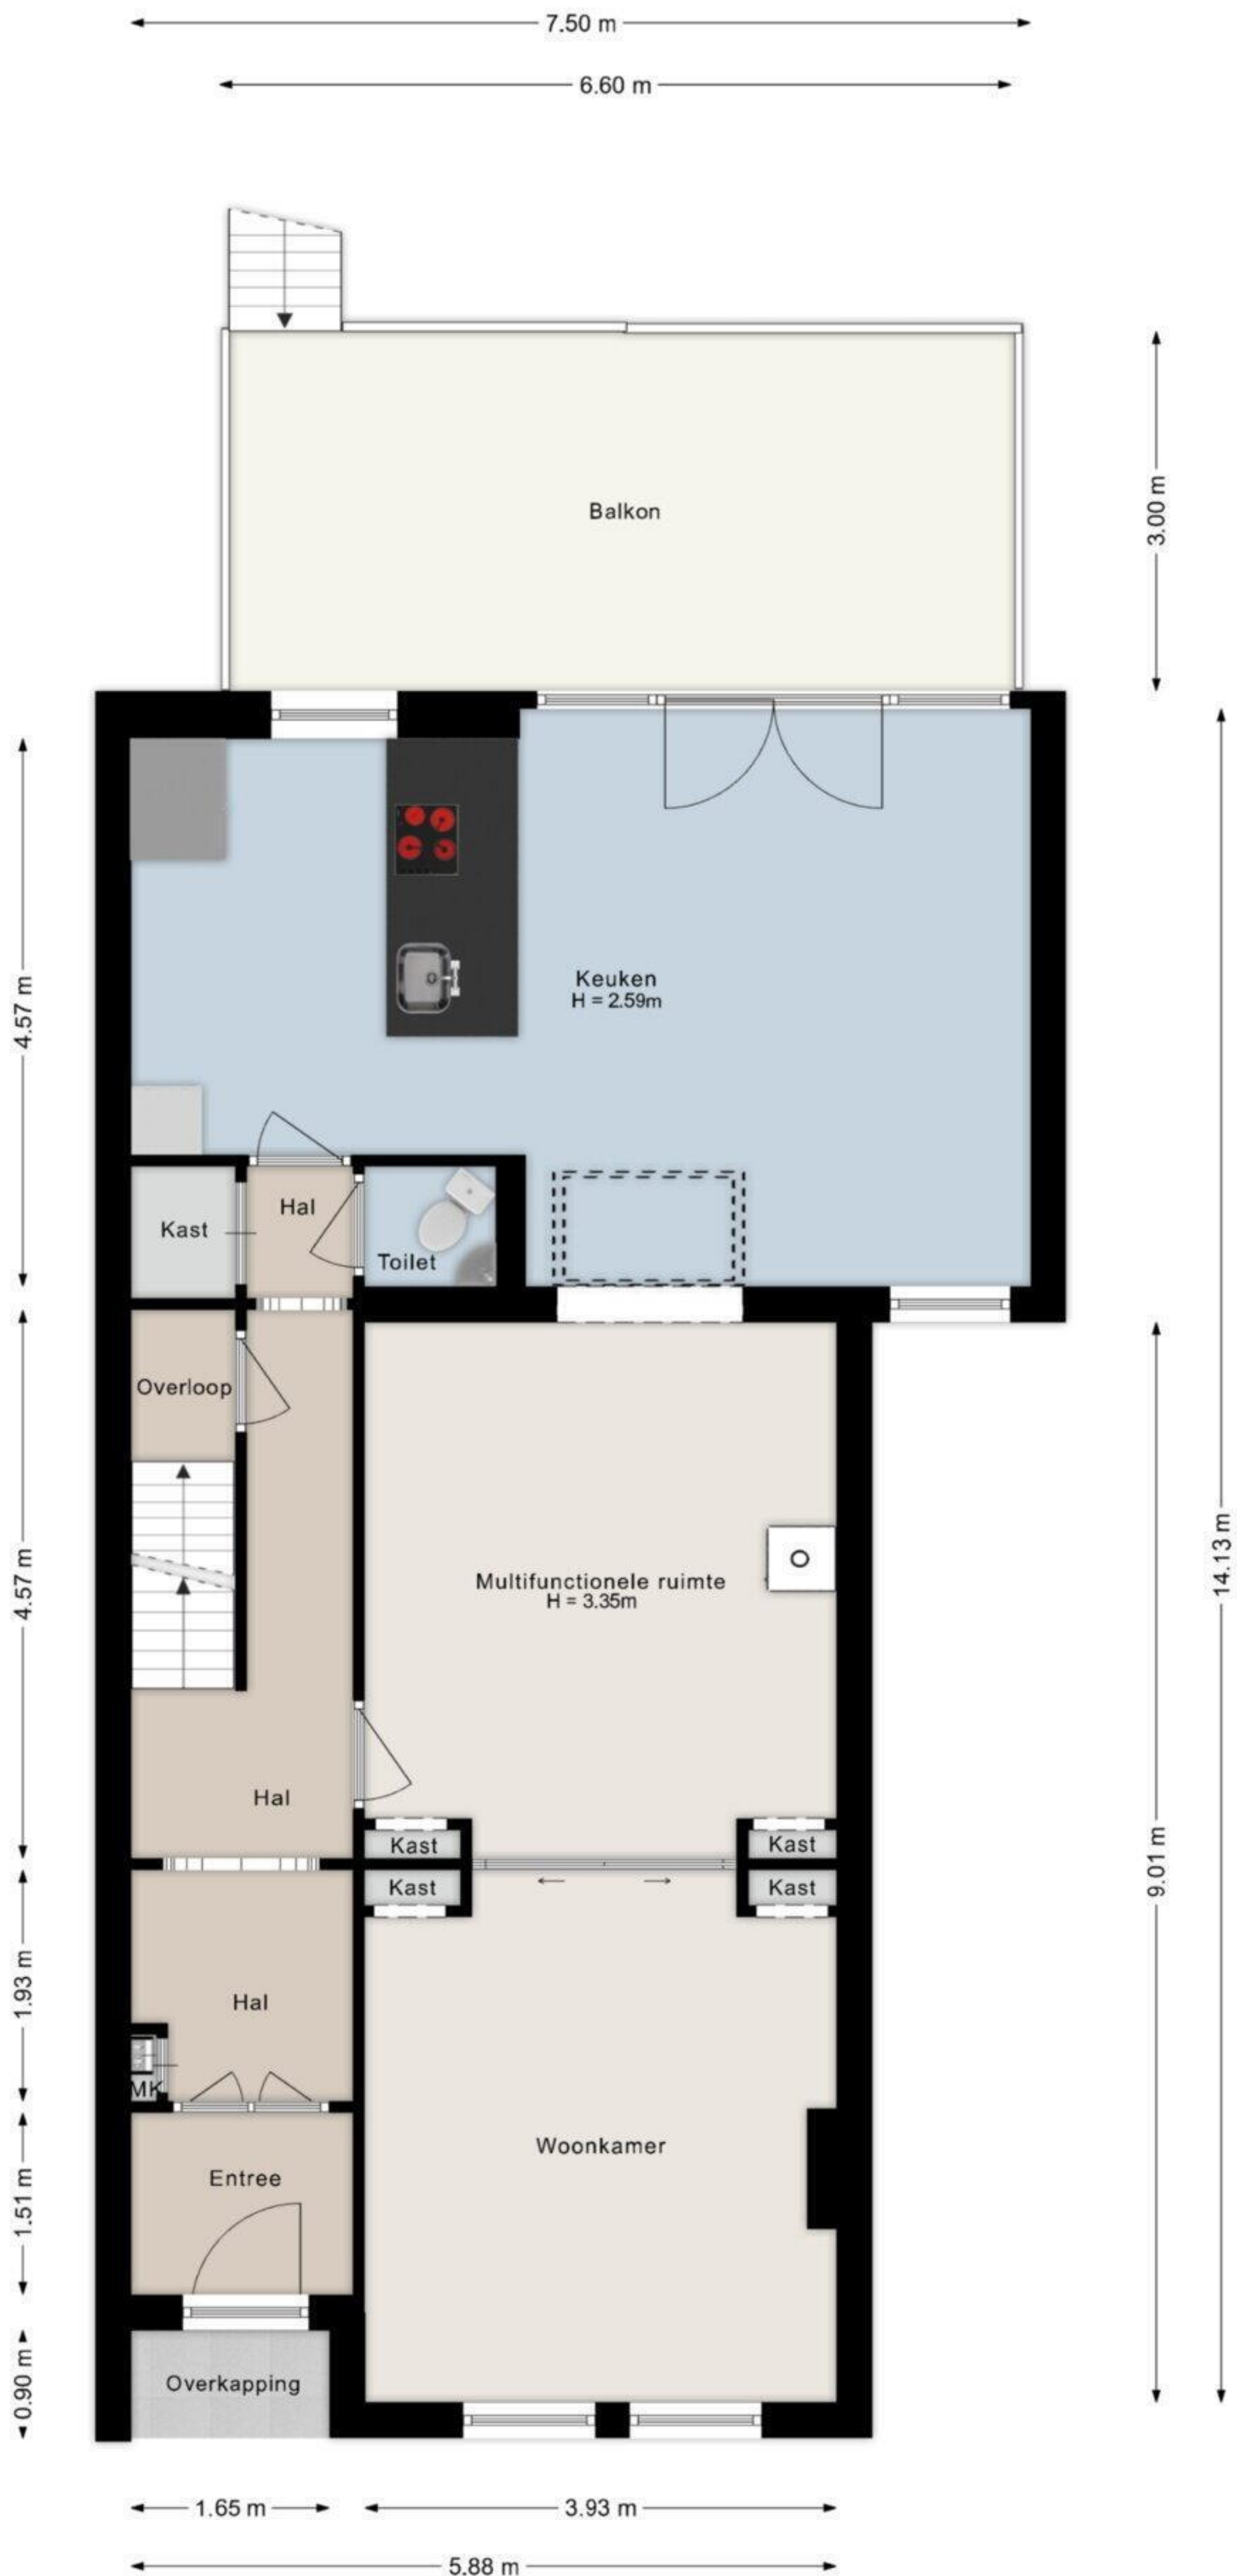 7.50 m
6.60 m
Balkon
3.00 m
Keuken
H = 2.59m
4.57 m
Hal
Kast
Toilet
Overloop
Multifunctionele ruimte
H = 3.35m
4.57 m
14.13 m
Hal
Kast
Kast
Kast
Kast
9.01 m
1.93 m
Hal
MK
Woonkamer
Entree
1.51 m
Overkapping
0.90 m
1.65 m
3.93 m
5.88 m